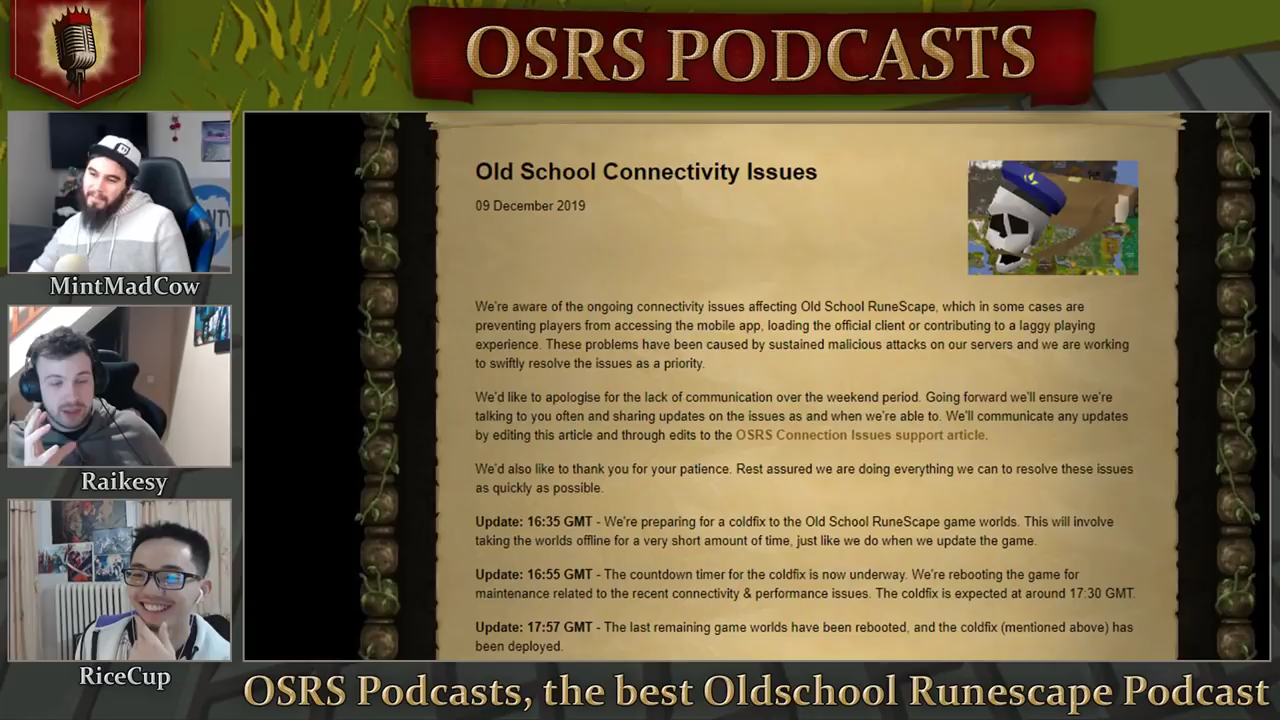 OSRS PODCASTS
MintMadCow
Raikesy
RiceCup
Old School Connectivity Issues
09 December 2019
We're aware of the ongoing connectivity issues affecting Old School RuneScape, which in some cases are
preventing players from accessing the mobile app, loading the official client or contributing to a laggy playing
experience. These problems have been caused by sustained malicious attacks on our servers and we are working
to swiftly resolve the issues as a priority.
We'd like to apologise for the lack of communication over the weekend period. Going forward we'll ensure we're
talking to you often and sharing updates on the issues as and when we're able to. We'll communicate any updates
by editing this article and through edits to the OSRS Connection Issues support article.
We'd also like to thank you for your patience. Rest assured we are doing everything we can to resolve these issues
as quickly as possible.
Update: 16:35 GMT - We're preparing for a coldfix to the Old School RuneScape game worlds. This will involve
taking the worlds offline for a very short amount of time, just like we do when we update the game.
Update: 16:55 GMT - The countdown timer for the coldfix is now underway. We're rebooting the game for
maintenance related to the recent connectivity & performance issues. The coldfix is expected at around 17:30 GMT.
Update: 17:57 GMT - The last remaining game worlds have been rebooted, and the coldfix (mentioned above) has
been deployed.
OSRS Podcasts, the best Oldschool Runescape Podcast